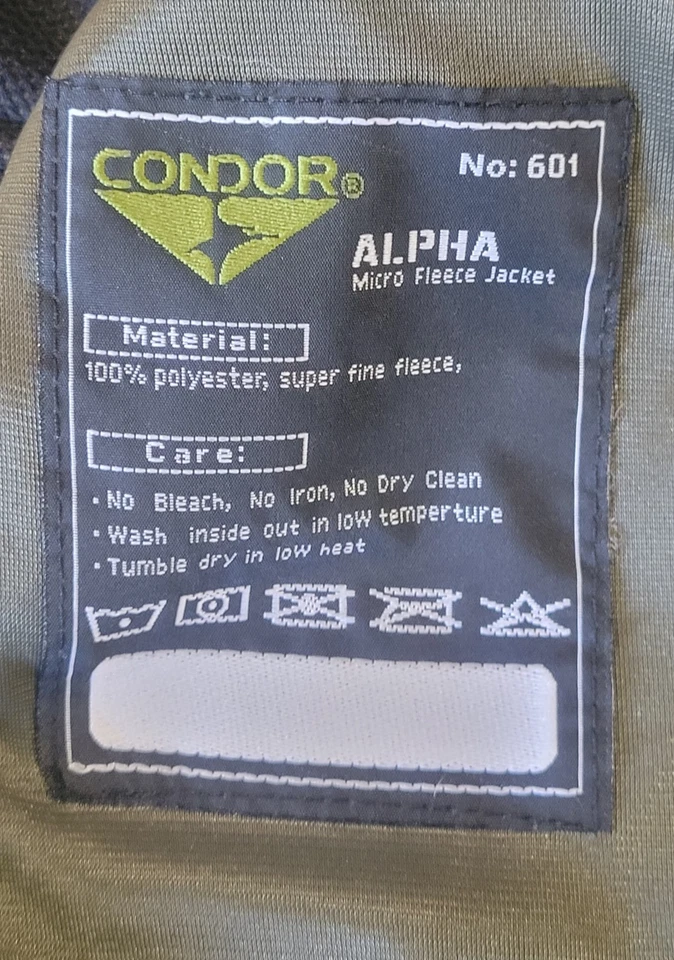 CONDOR®
No: 601
ALPHA
Micro Fleece Jacket
Material:
100% polyester, super fine fleece,
Care:
• No Bleach, No Iron, No Dry Clean
• Wash inside out in low temperture
• Tumble dry in low heat